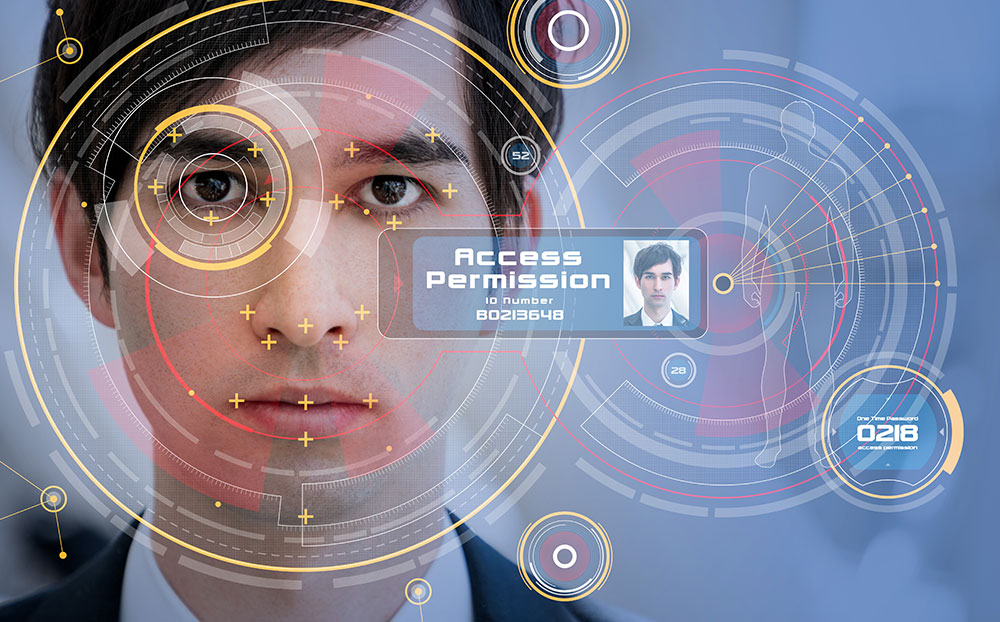 52
Access
Permission
ID Number
B0213648
28
One Time Password
0218
access permission